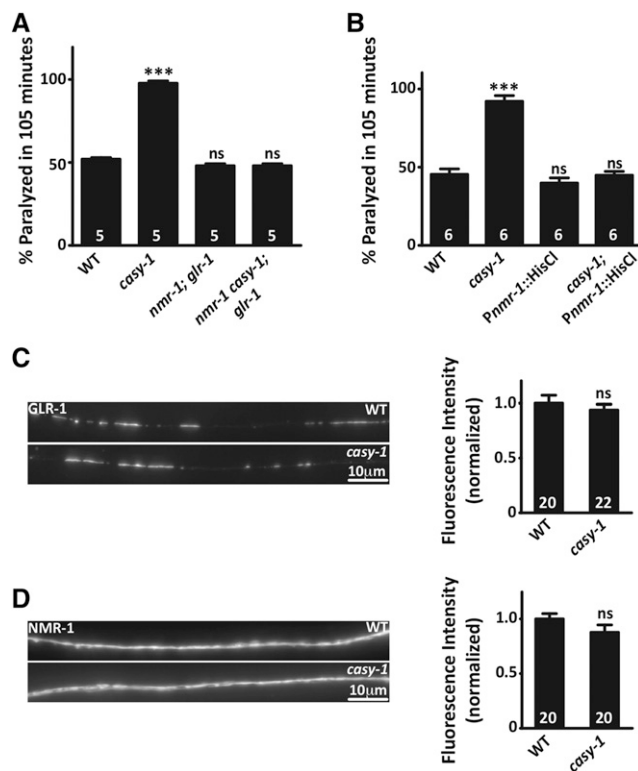 A
% Paralyzed in 105 minutes
100
50
0
***
ns
ns
5
5
5
5
WT
casy-1
nmr-1; glr-1
nmr-1 casy-1;
glr-1
B
% Paralyzed in 105 minutes
100
50
0
***
ns
ns
6
6
6
6
WT
casy-1
Pnmr-1::HisCl
casy-1;
Pnmr-1::HisCl
C
GLR-1
WT
casy-1
10μm
Fluorescence Intensity
(normalized)
1.0
0.5
0
ns
20
22
WT
casy-1
D
NMR-1
WT
casy-1
10μm
Fluorescence Intensity
(normalized)
1.0
0.5
0
ns
20
20
WT
casy-1